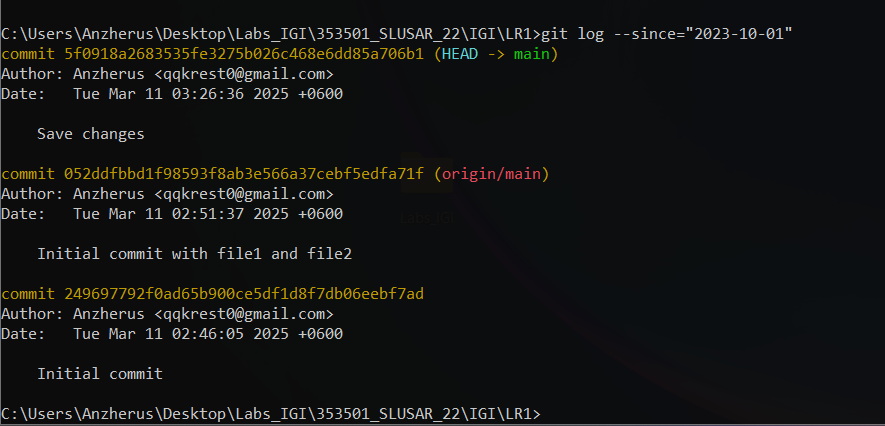 C:\Users\Anzherus\Desktop\Labs_IGI\353501_SLUSAR_22\IGI\LR1>git log --since="2023-10-01"
commit 5f0918a2683535fe3275b026c468e6dd85a706b1 (HEAD -> main)
Author: Anzherus <qqkrest0@gmail.com>
Date:   Tue Mar 11 03:26:36 2025 +0600
    Save changes
commit 052ddfbbd1f98593f8ab3e566a37cebf5edfa71f (origin/main)
Author: Anzherus <qqkrest0@gmail.com>
Date:   Tue Mar 11 02:51:37 2025 +0600
    Initial commit with file1 and file2
commit 249697792f0ad65b900ce5df1d8f7db06eebf7ad
Author: Anzherus <qqkrest0@gmail.com>
Date:   Tue Mar 11 02:46:05 2025 +0600
    Initial commit
C:\Users\Anzherus\Desktop\Labs_IGI\353501_SLUSAR_22\IGI\LR1>